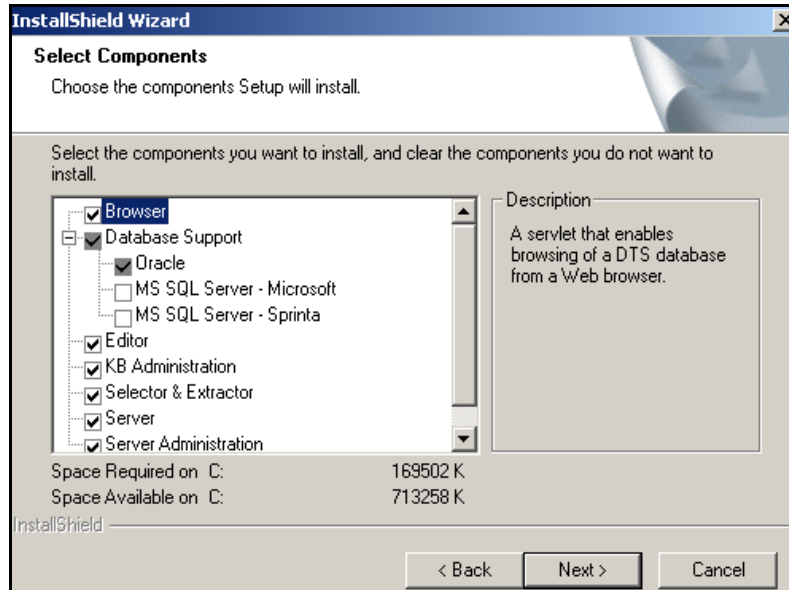 InstallShield Wizard
Select Components
Choose the components Setup will install.
Select the components you want to install, and clear the components you do not want to
install.
Browser
Database Support
Oracle
MS SQL Server - Microsoft
MS SQL Server - Sprinta
Editor
KB Administration
Selector & Extractor
Server
Server Administration
Description
A servlet that enables
browsing of a DTS database
from a Web browser.
Space Required on C: 169502 K
Space Available on C: 713258 K
InstallShield
< Back Next > Cancel